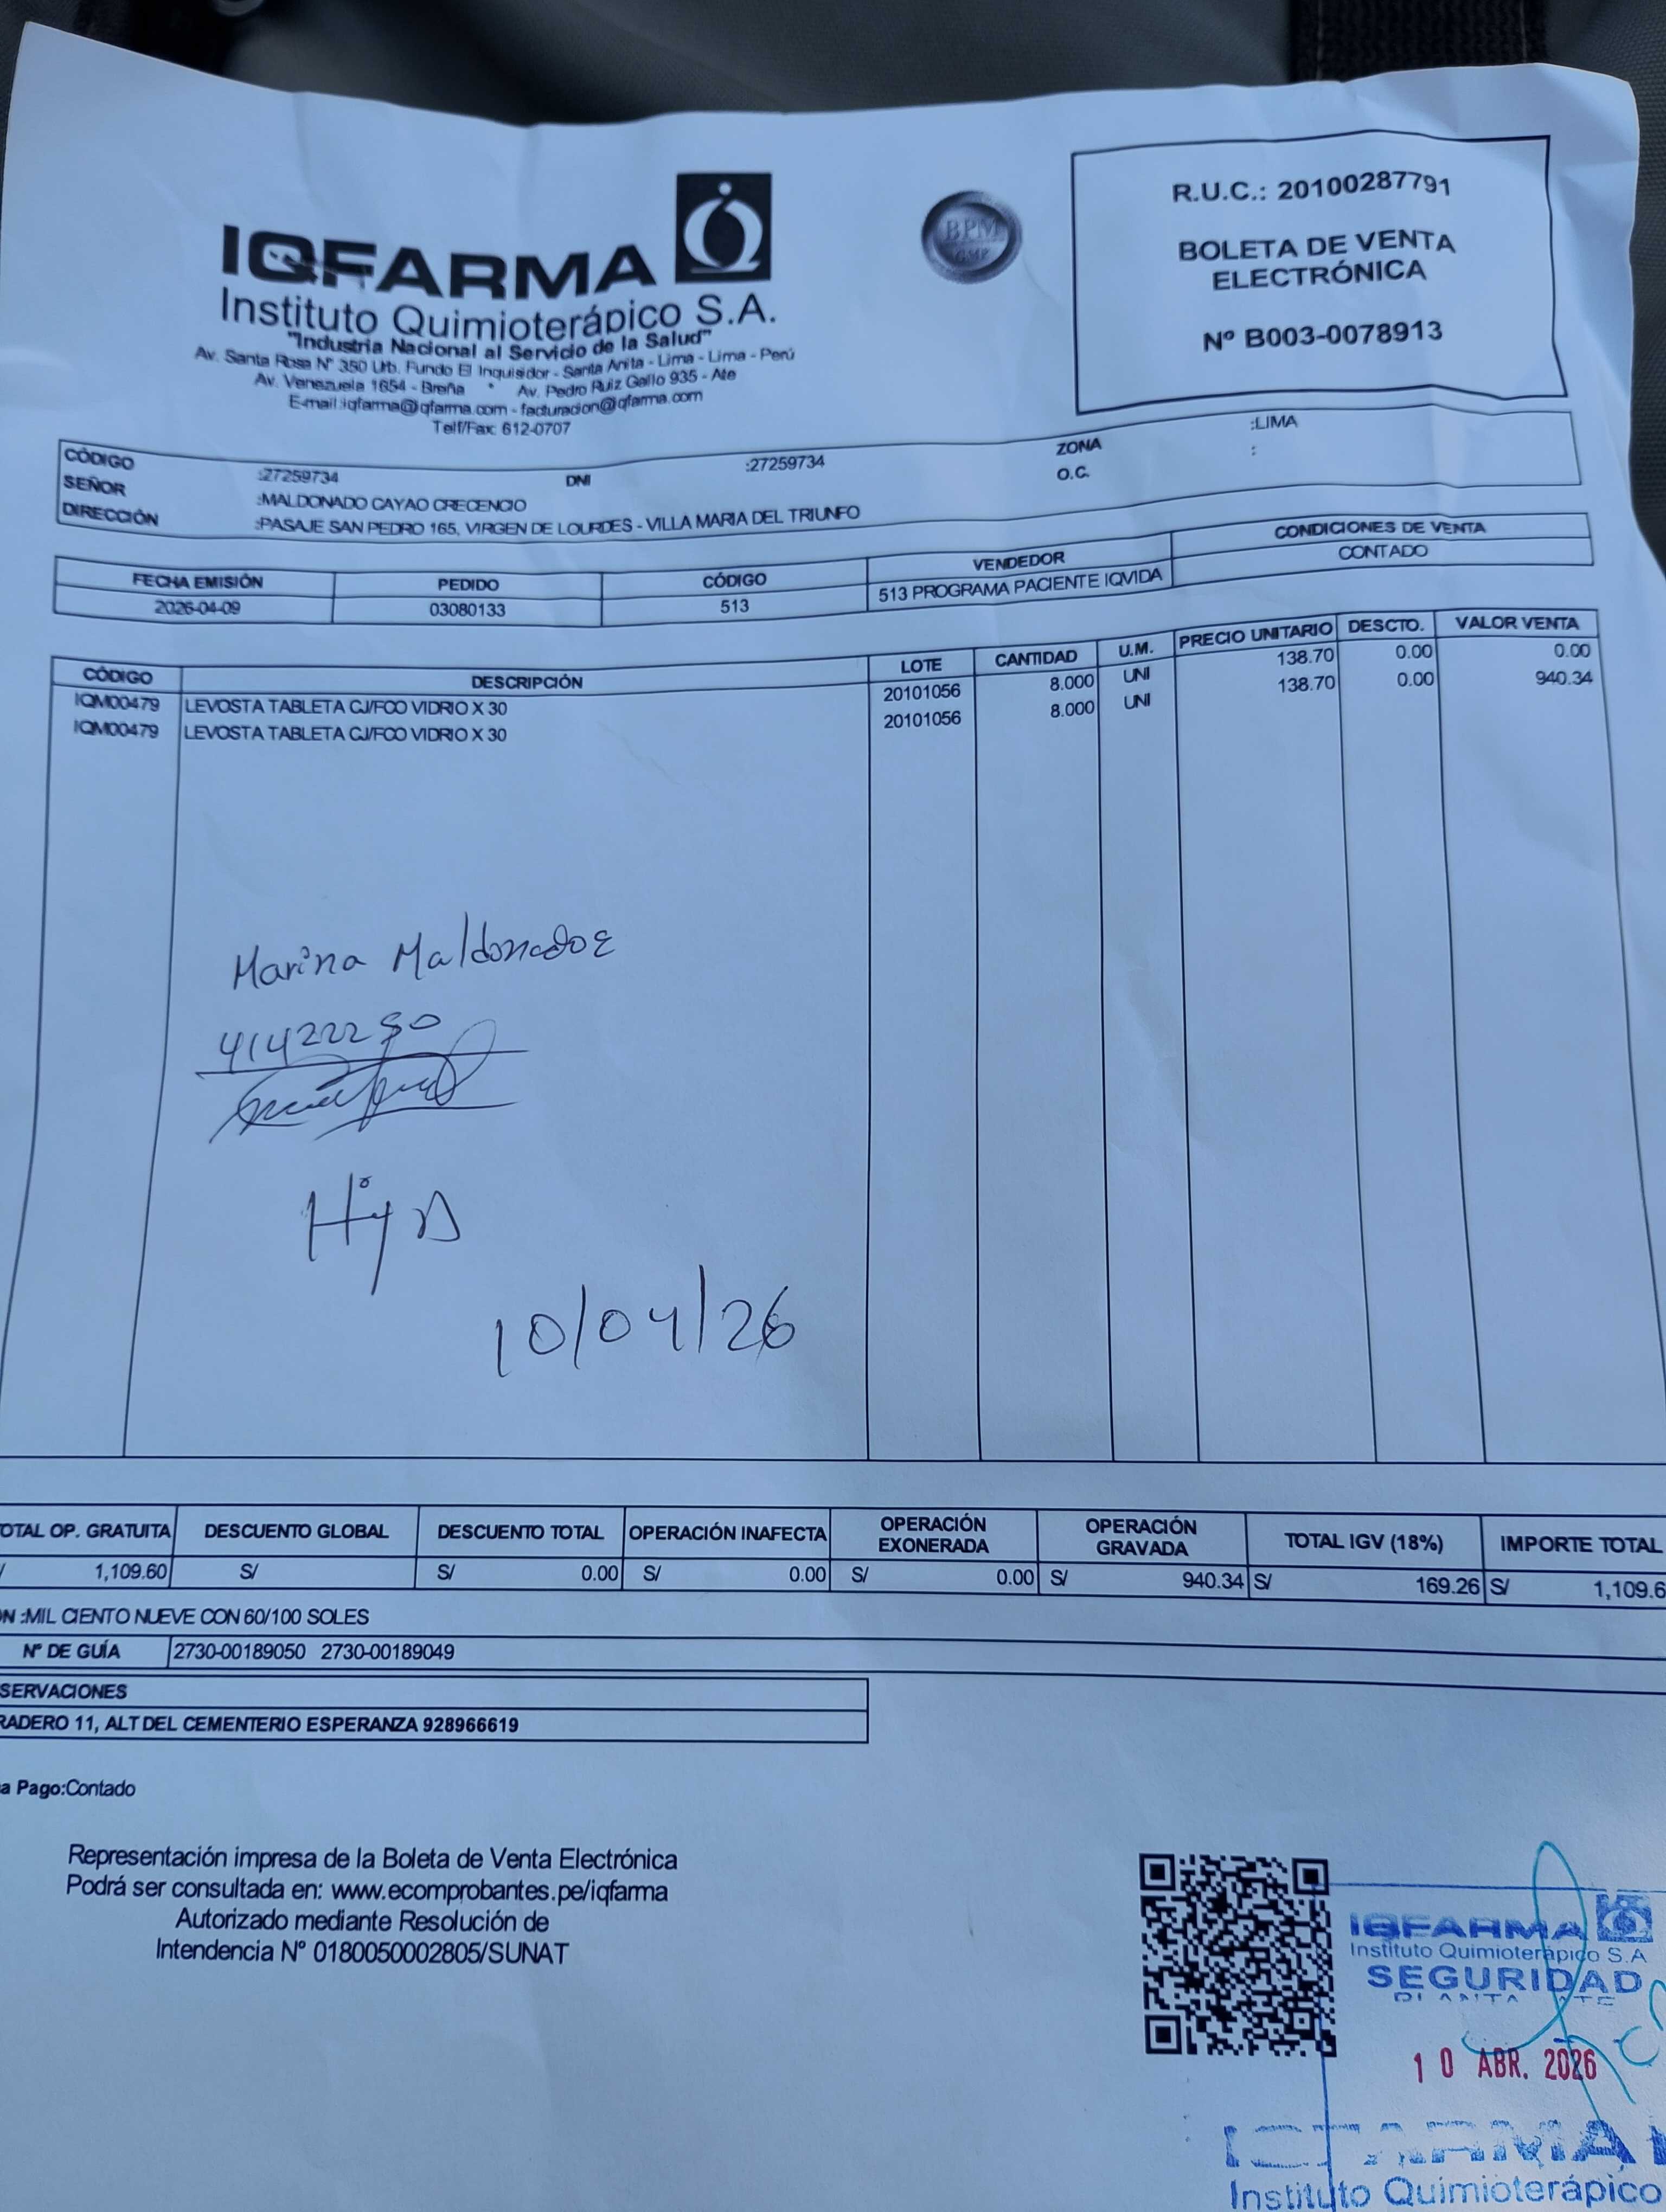 IQFARMA
Instituto Quimioterápico S.A.
"Industria Nacional al Servicio de la Salud"
Av. Santa Rosa Nº 350 Urb. Fundo El Inquisidor - Santa Anita - Lima - Lima - Perú
Av. Venezuela 1654 - Breña * Av. Pedro Ruiz Gallo 935 - Ate
E-mail:iqfarma@iqfarma.com - facturacion@iqfarma.com
Telf/Fax: 612-0707
BPM
GMP
R.U.C.: 20100287791
BOLETA DE VENTA
ELECTRÓNICA
Nº B003-0078913
CÓDIGO :27259734 DNI :27259734 ZONA :LIMA
SEÑOR :MALDONADO CAYAO CRECENCIO O.C. :
DIRECCIÓN :PASAJE SAN PEDRO 165, VIRGEN DE LOURDES - VILLA MARIA DEL TRIUNFO
FECHA EMISIÓN PEDIDO CÓDIGO VENDEDOR CONDICIONES DE VENTA
2026-04-09 03080133 513 513 PROGRAMA PACIENTE IQVIDA CONTADO
CÓDIGO DESCRIPCIÓN LOTE CANTIDAD U.M. PRECIO UNITARIO DESCTO. VALOR VENTA
IQM00479 LEVOSTA TABLETA CJ/FCO VIDRIO X 30 20101056 8.000 UNI 138.70 0.00 0.00
IQM00479 LEVOSTA TABLETA CJ/FCO VIDRIO X 30 20101056 8.000 UNI 138.70 0.00 940.34
Marina Maldonado
10/04/26
OTAL OP. GRATUITA DESCUENTO GLOBAL DESCUENTO TOTAL OPERACIÓN INAFECTA OPERACIÓN EXONERADA OPERACIÓN GRAVADA TOTAL IGV (18%) IMPORTE TOTAL
/ 1,109.60 S/ S/ 0.00 S/ 0.00 S/ 0.00 S/ 940.34 S/ 169.26 S/ 1,109.6
ON :MIL CIENTO NUEVE CON 60/100 SOLES
Nº DE GUÍA 2730-00189050 2730-00189049
SERVACIONES
RADERO 11, ALT DEL CEMENTERIO ESPERANZA 928966619
a Pago:Contado
Representación impresa de la Boleta de Venta Electrónica
Podrá ser consultada en: www.ecomprobantes.pe/iqfarma
Autorizado mediante Resolución de
Intendencia Nº 0180050002805/SUNAT
IQFARMA
Instituto Quimioterápico S.A
SEGURIDAD
PLANTA ATE
10 ABR. 2026
IQFARMA
Instituto Quimioterápico